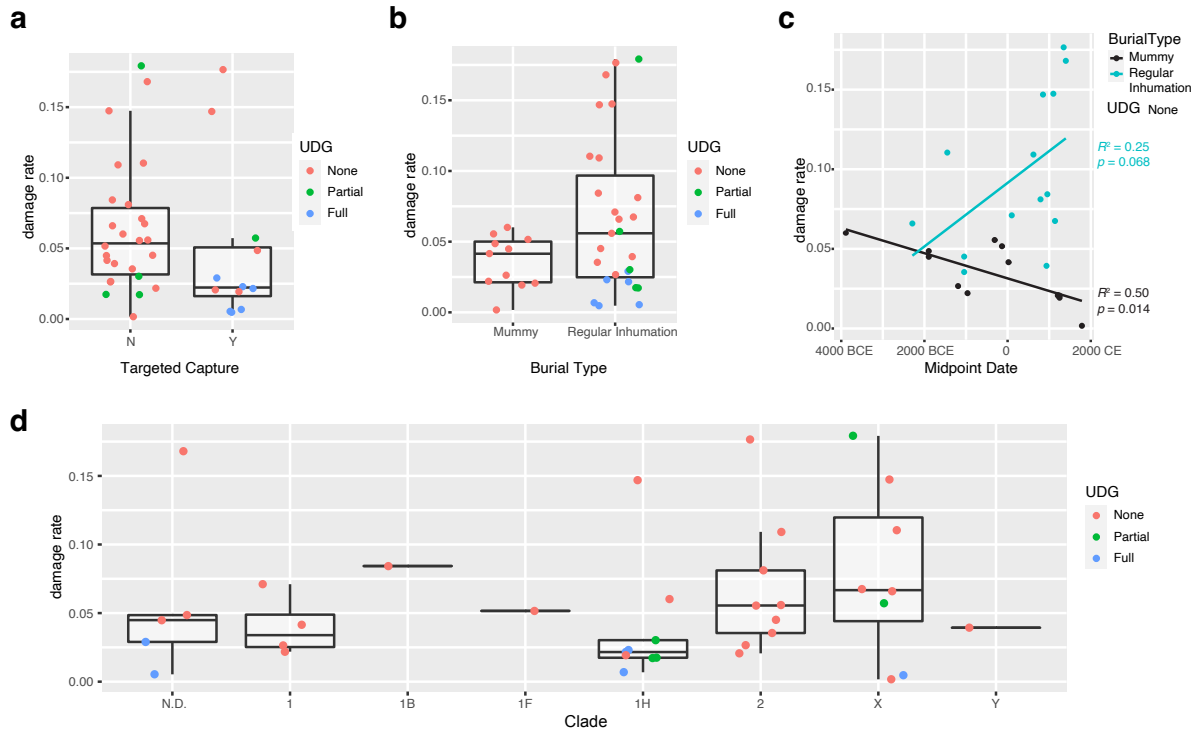 a
damage rate
0.15
0.10
0.05
0.00
N
Y
Targeted Capture
UDG
None
Partial
Full
b
damage rate
0.15
0.10
0.05
0.00
Mummy
Regular Inhumation
Burial Type
UDG
None
Partial
Full
c
damage rate
0.15
0.10
0.05
0.00
4000 BCE
2000 BCE
0
2000 CE
Midpoint Date
BurialType
Mummy
Regular
Inhumation
UDG None
R² = 0.25
p = 0.068
R² = 0.50
p = 0.014
d
damage rate
0.15
0.10
0.05
0.00
N.D.
1
1B
1F
1H
2
X
Y
Clade
UDG
None
Partial
Full